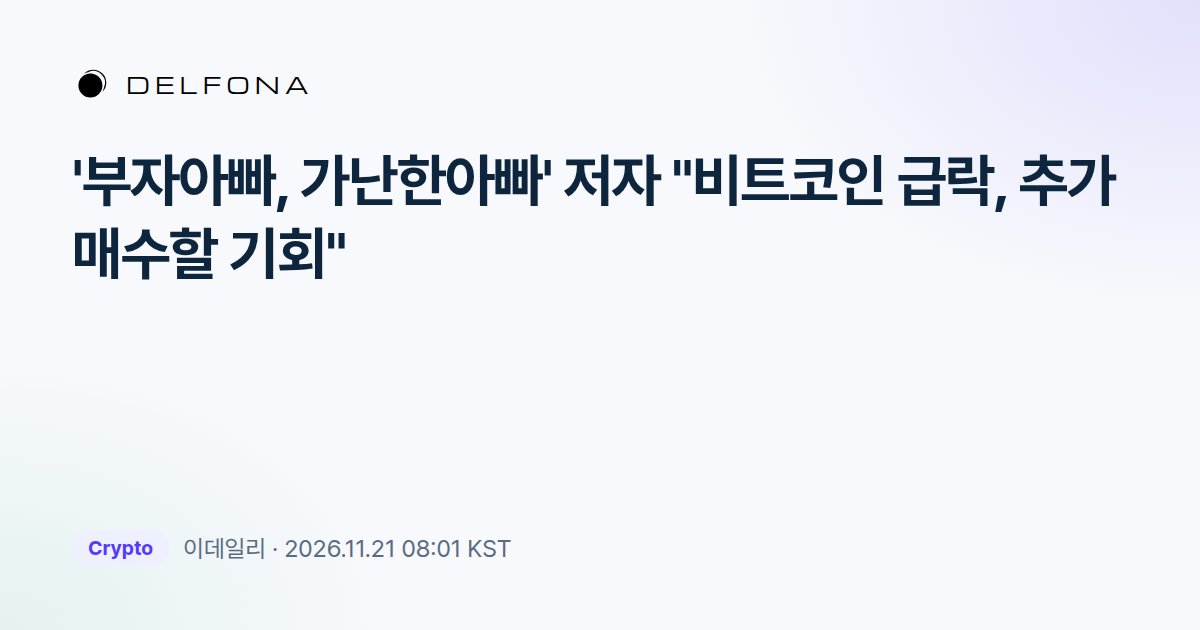 DELFONA
'부자아빠, 가난한아빠' 저자 "비트코인 급락, 추가
매수할 기회"
Crypto 이데일리 · 2026.11.21 08:01 KST